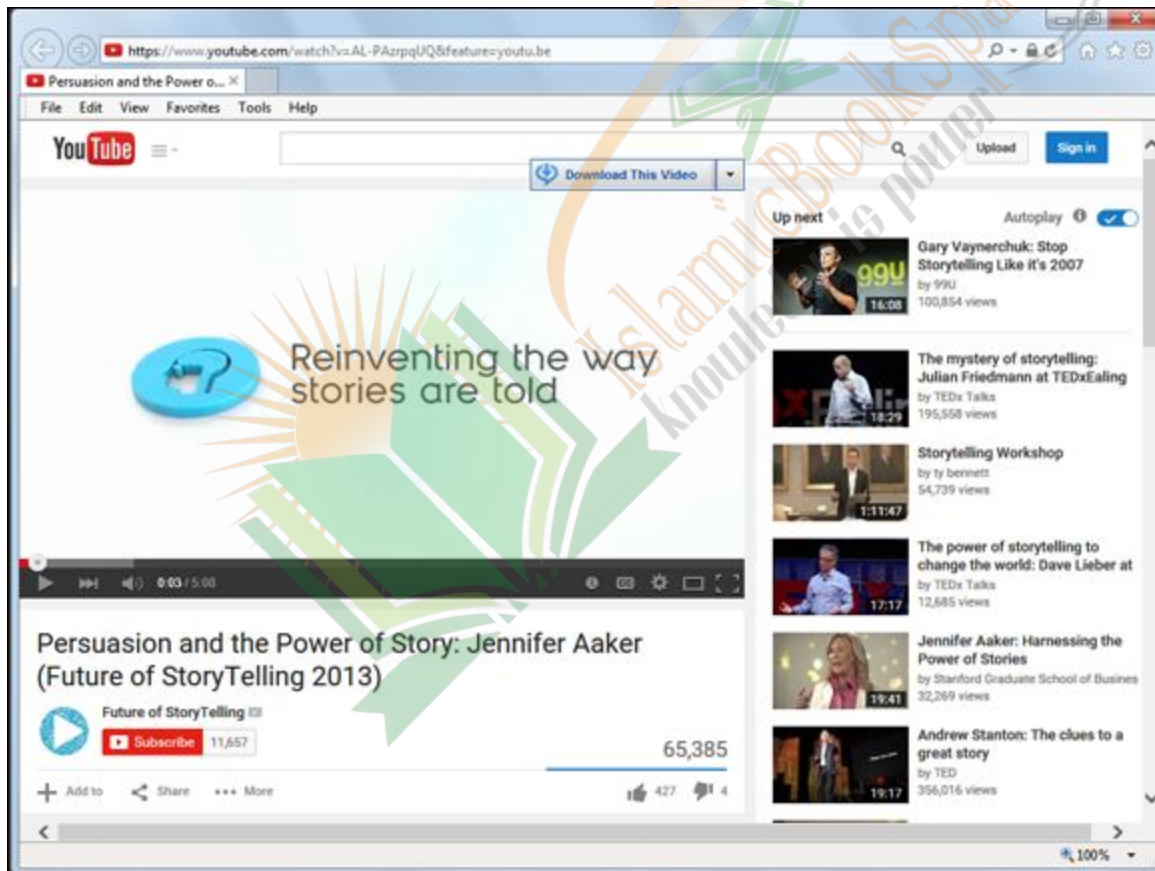 https://www.youtube.com/watch?v=AL-PAzrpqUQ&feature=youtu.be
Persuasion and the Power o...
File Edit View Favorites Tools Help
YouTube
Upload
Sign in
Download This Video
Reinventing the way
stories are told
0:03 / 5:08
Persuasion and the Power of Story: Jennifer Aaker
(Future of StoryTelling 2013)
Future of StoryTelling
Subscribe 11,657
65,385
Add to Share More
427 4
Up next
Autoplay
99U
16:08
Gary Vaynerchuk: Stop
Storytelling Like it's 2007
by 99U
100,854 views
18:29
The mystery of storytelling:
Julian Friedmann at TEDxEaling
by TEDx Talks
195,558 views
1:11:47
Storytelling Workshop
by ty bennett
54,739 views
17:17
The power of storytelling to
change the world: Dave Lieber at
by TEDx Talks
12,685 views
19:41
Jennifer Aaker: Harnessing the
Power of Stories
by Stanford Graduate School of Busines
32,269 views
19:17
Andrew Stanton: The clues to a
great story
by TED
356,016 views
100%